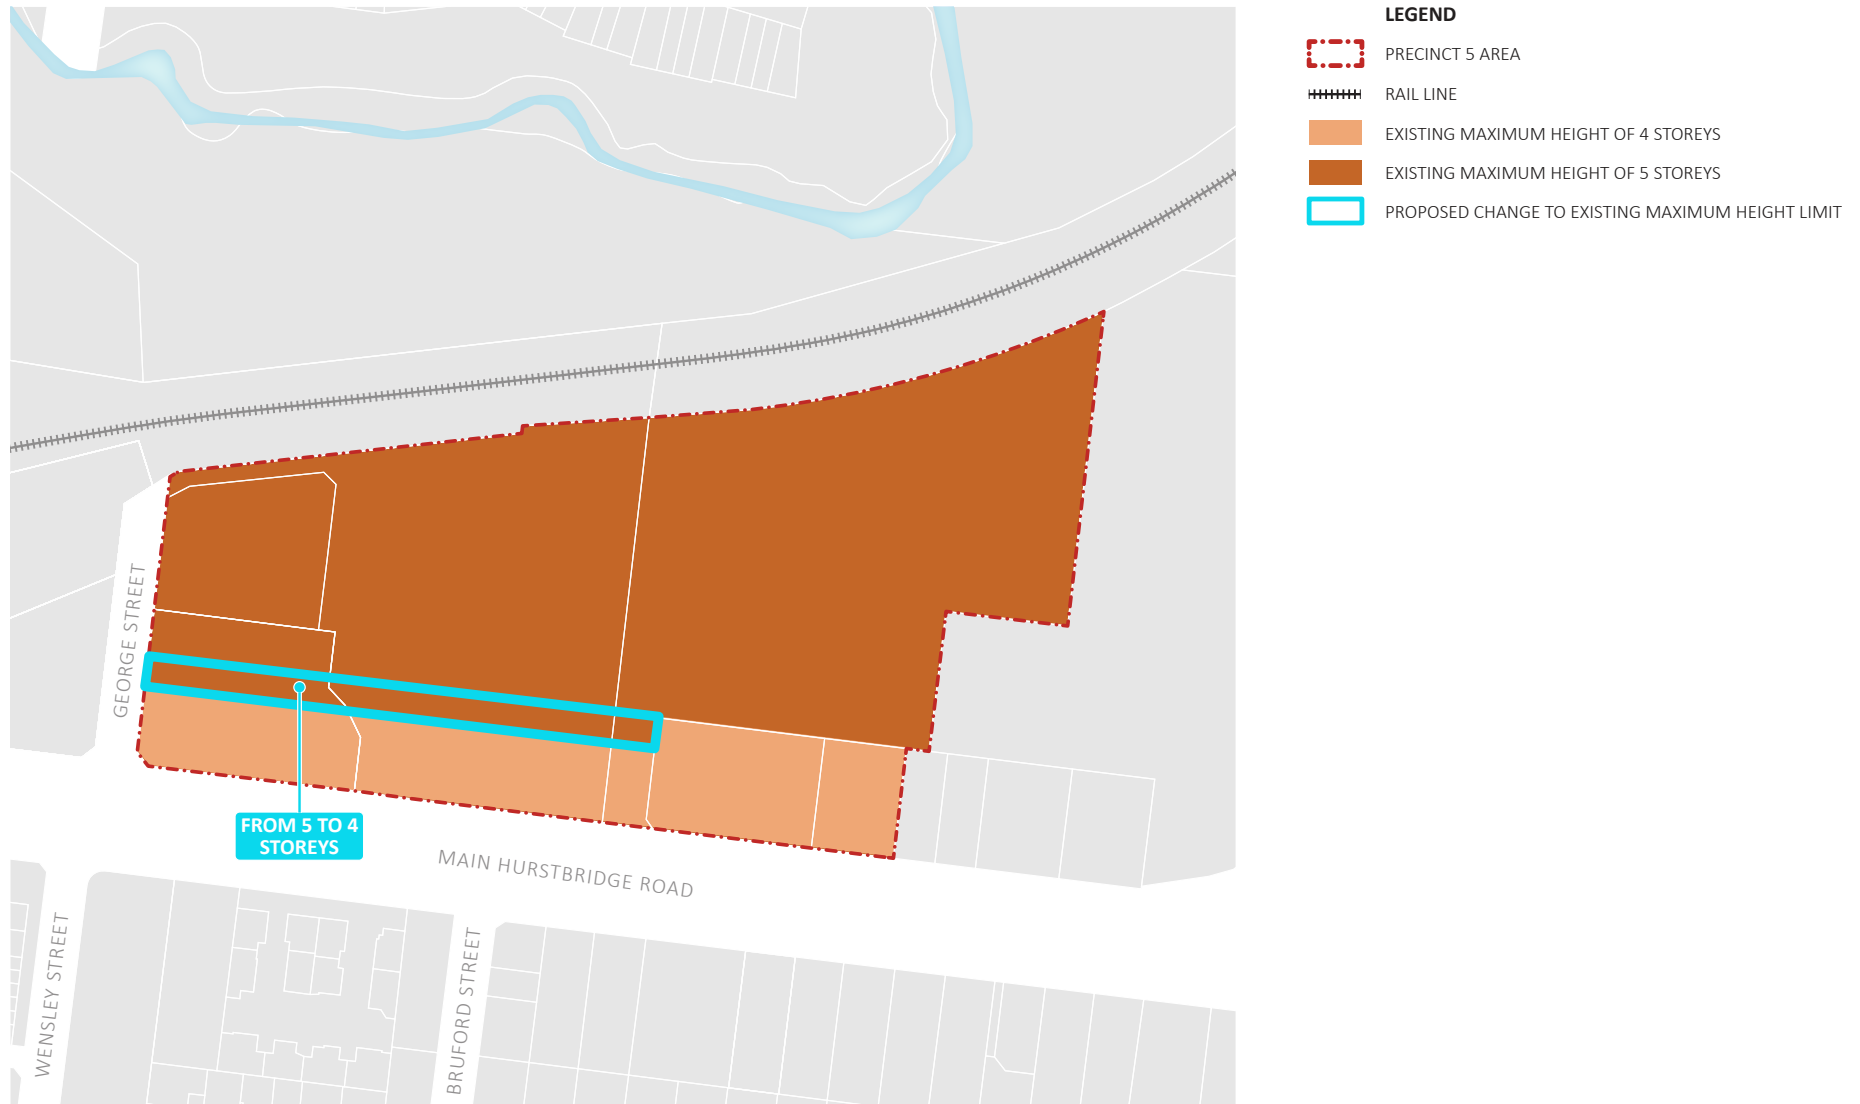 LEGEND
PRECINCT 5 AREA
RAIL LINE
EXISTING MAXIMUM HEIGHT OF 4 STOREYS
EXISTING MAXIMUM HEIGHT OF 5 STOREYS
PROPOSED CHANGE TO EXISTING MAXIMUM HEIGHT LIMIT
GEORGE STREET
FROM 5 TO 4
STOREYS
MAIN HURSTBRIDGE ROAD
WENSLEY STREET
BRUFORD STREET